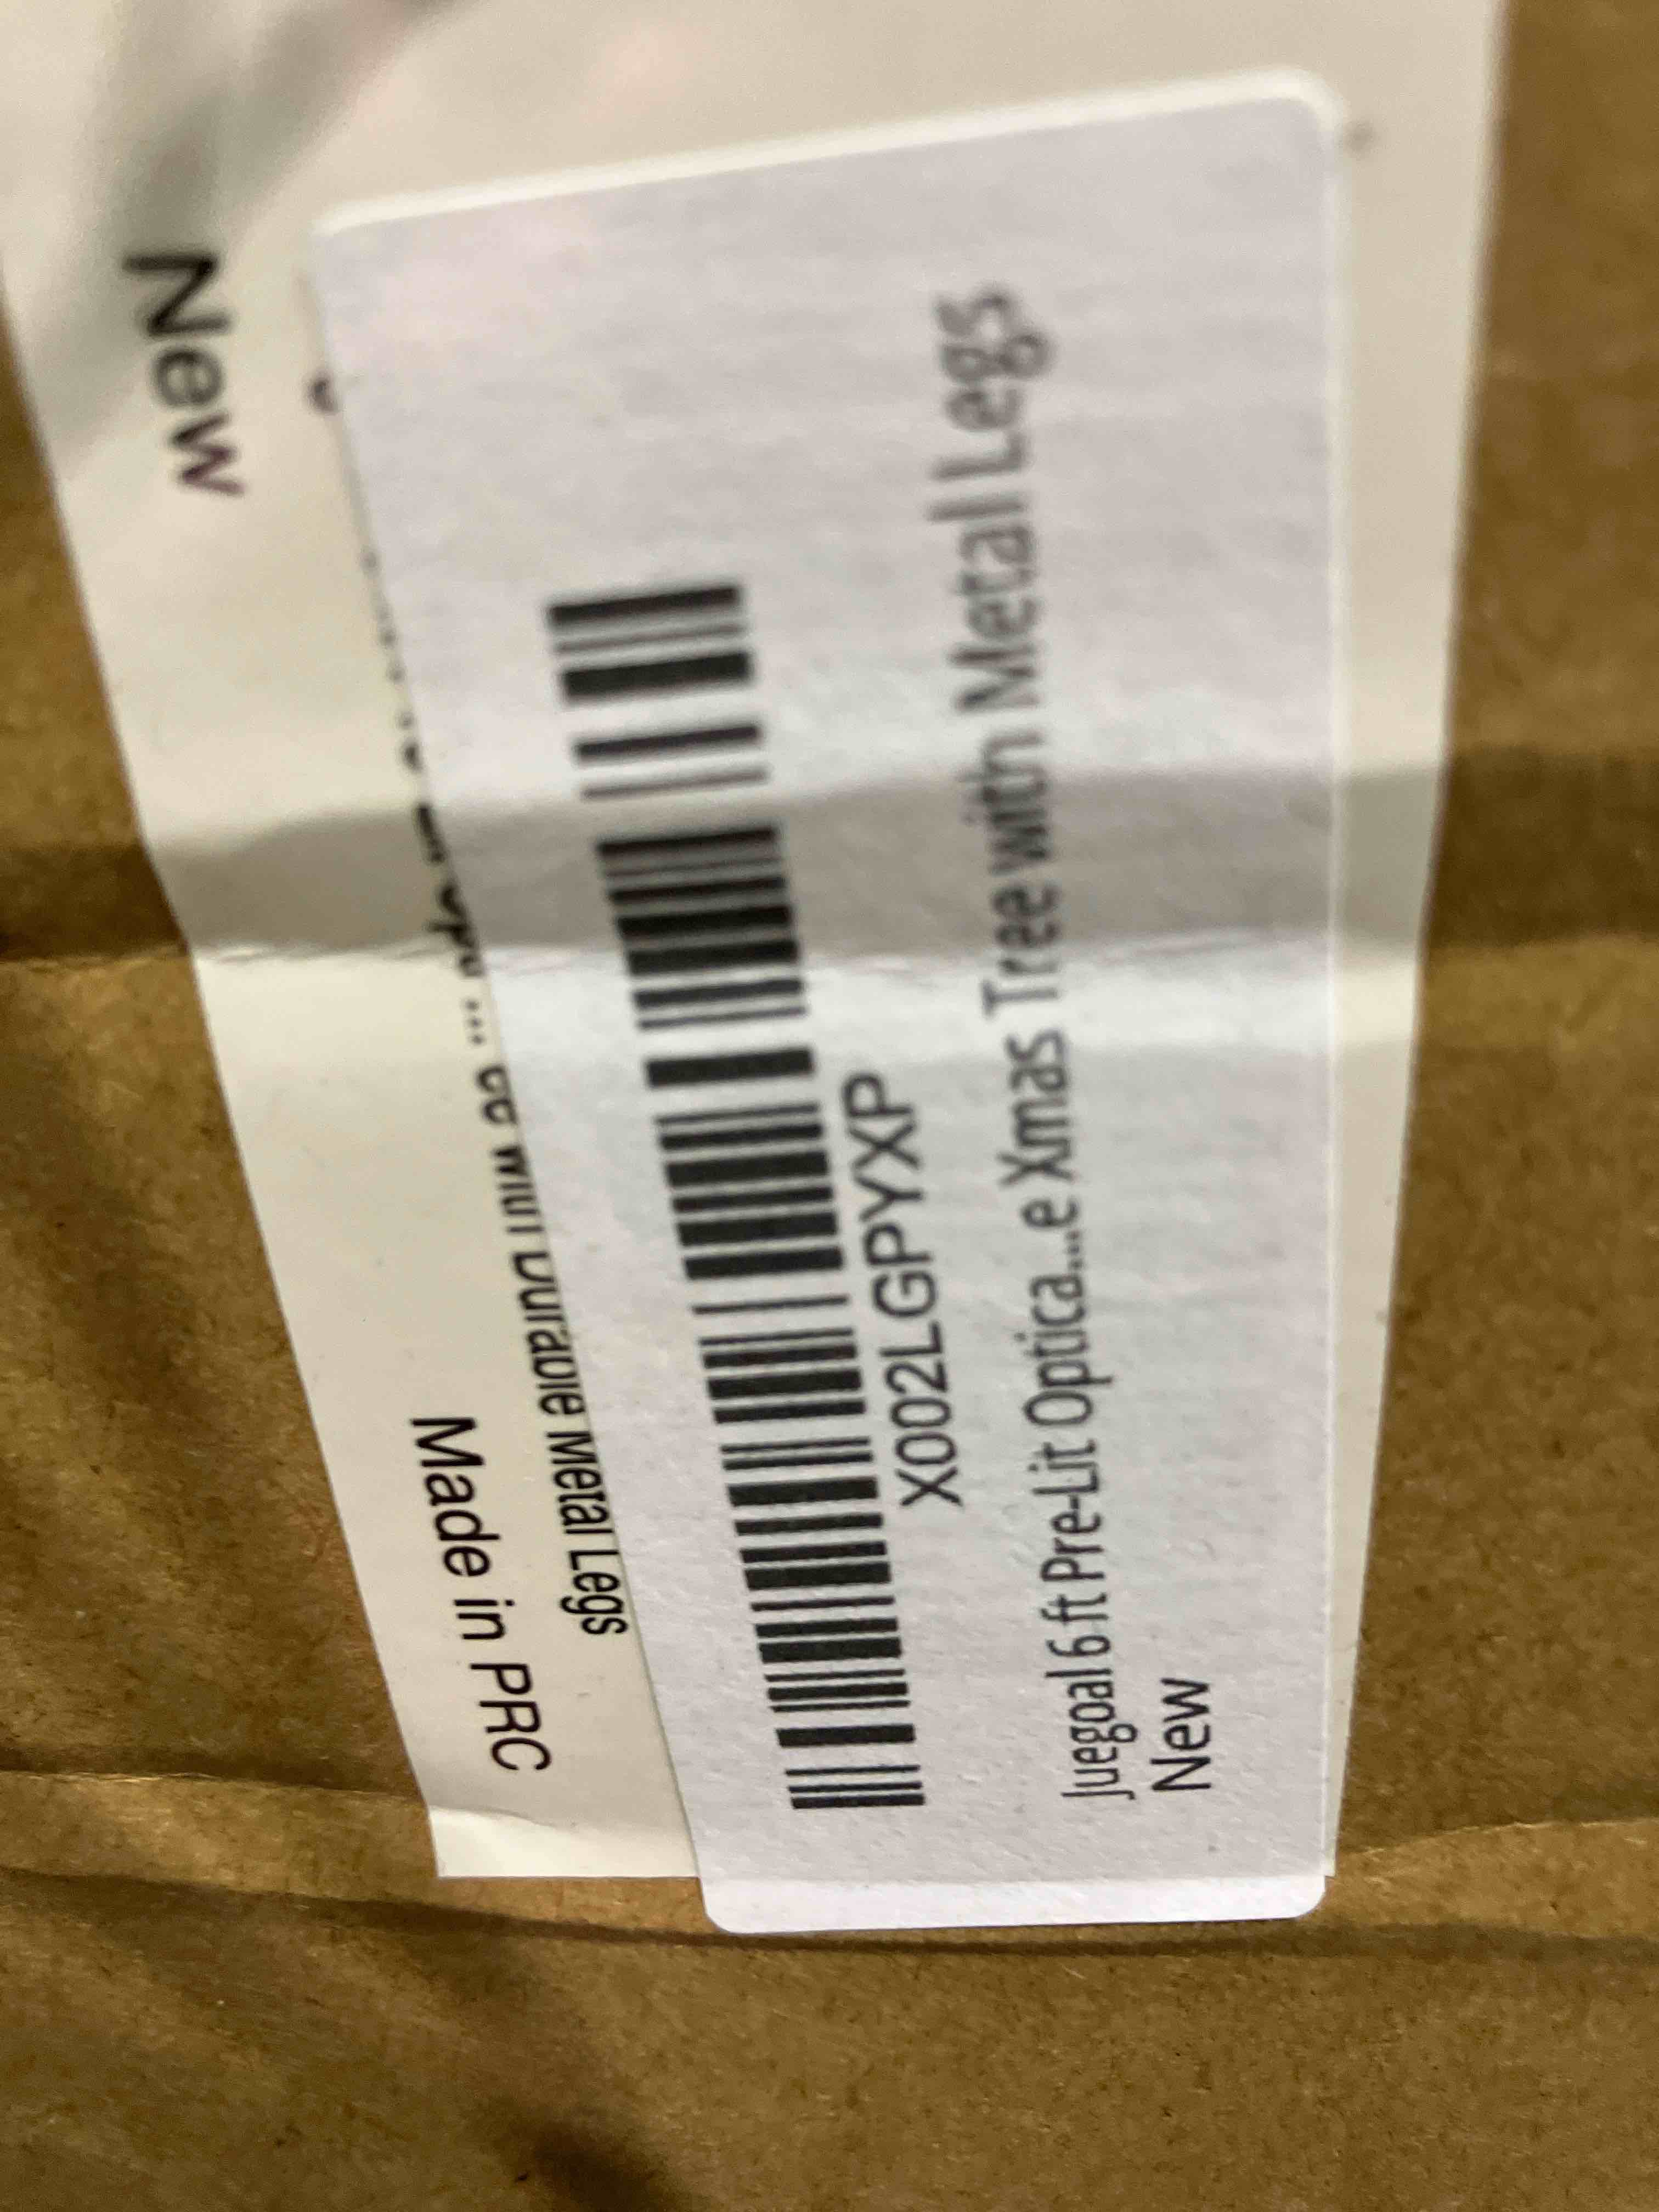 X002LGPYXP
Juegoal 6 ft Pre-Lit Optica...e Xmas Tree with Metal Legs
New
New
with Durable Metal Legs
Made in PRC